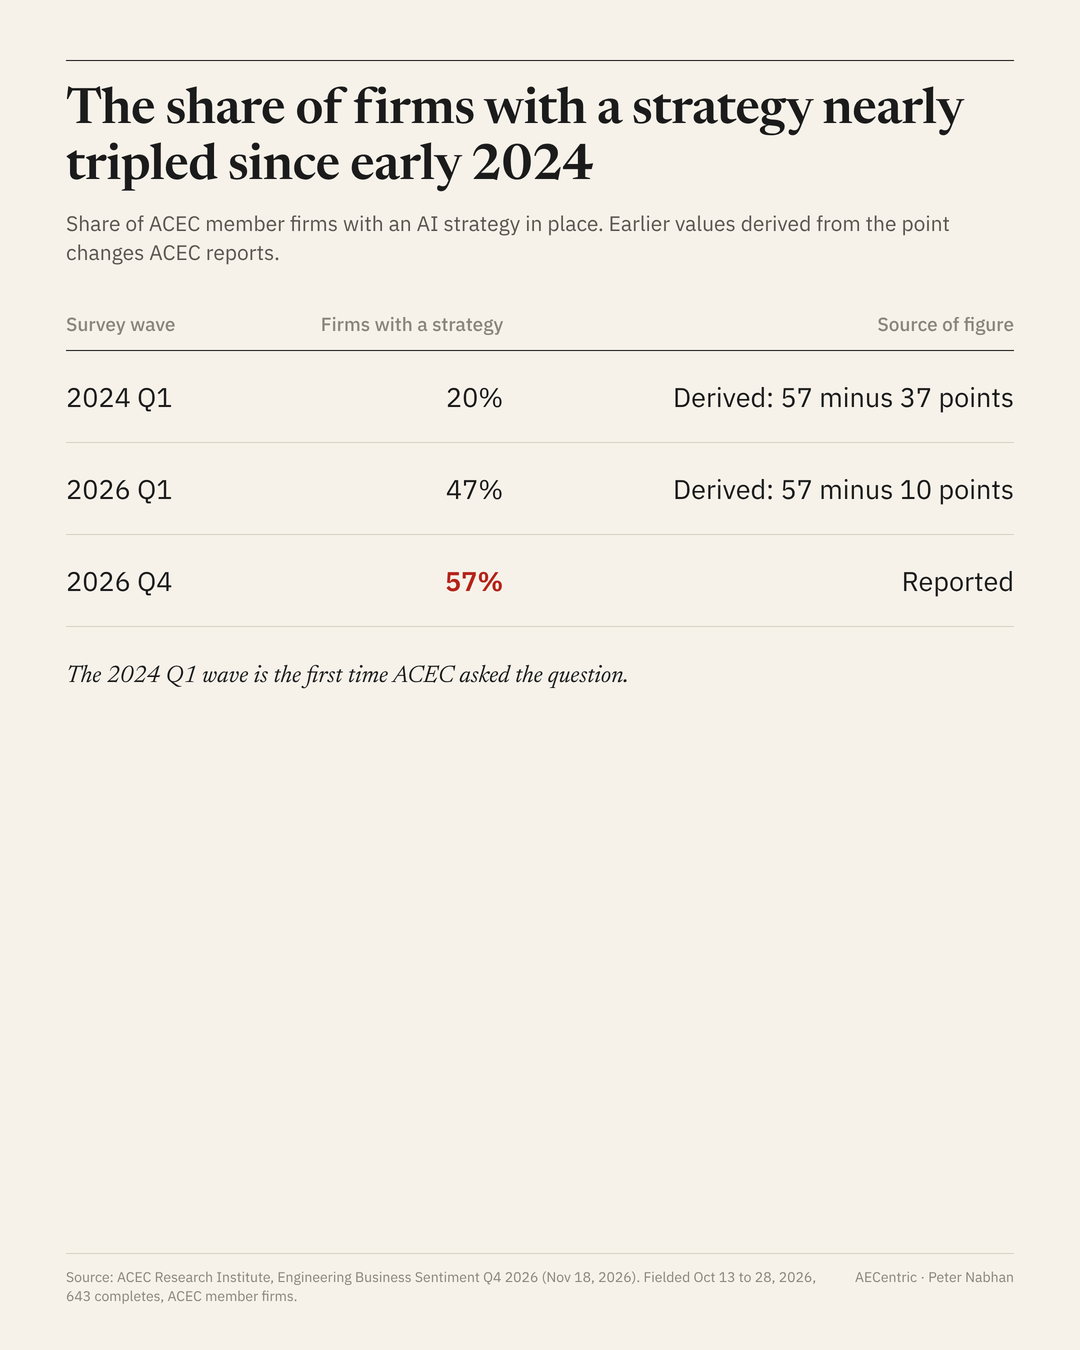 The share of firms with a strategy nearly
tripled since early 2024
Share of ACEC member firms with an AI strategy in place. Earlier values derived from the point
changes ACEC reports.
Survey wave Firms with a strategy Source of figure
2024 Q1 20% Derived: 57 minus 37 points
2026 Q1 47% Derived: 57 minus 10 points
2026 Q4 57% Reported
The 2024 Q1 wave is the first time ACEC asked the question.
Source: ACEC Research Institute, Engineering Business Sentiment Q4 2026 (Nov 18, 2026). Fielded Oct 13 to 28, 2026,
643 completes, ACEC member firms.
AECentric · Peter Nabhan